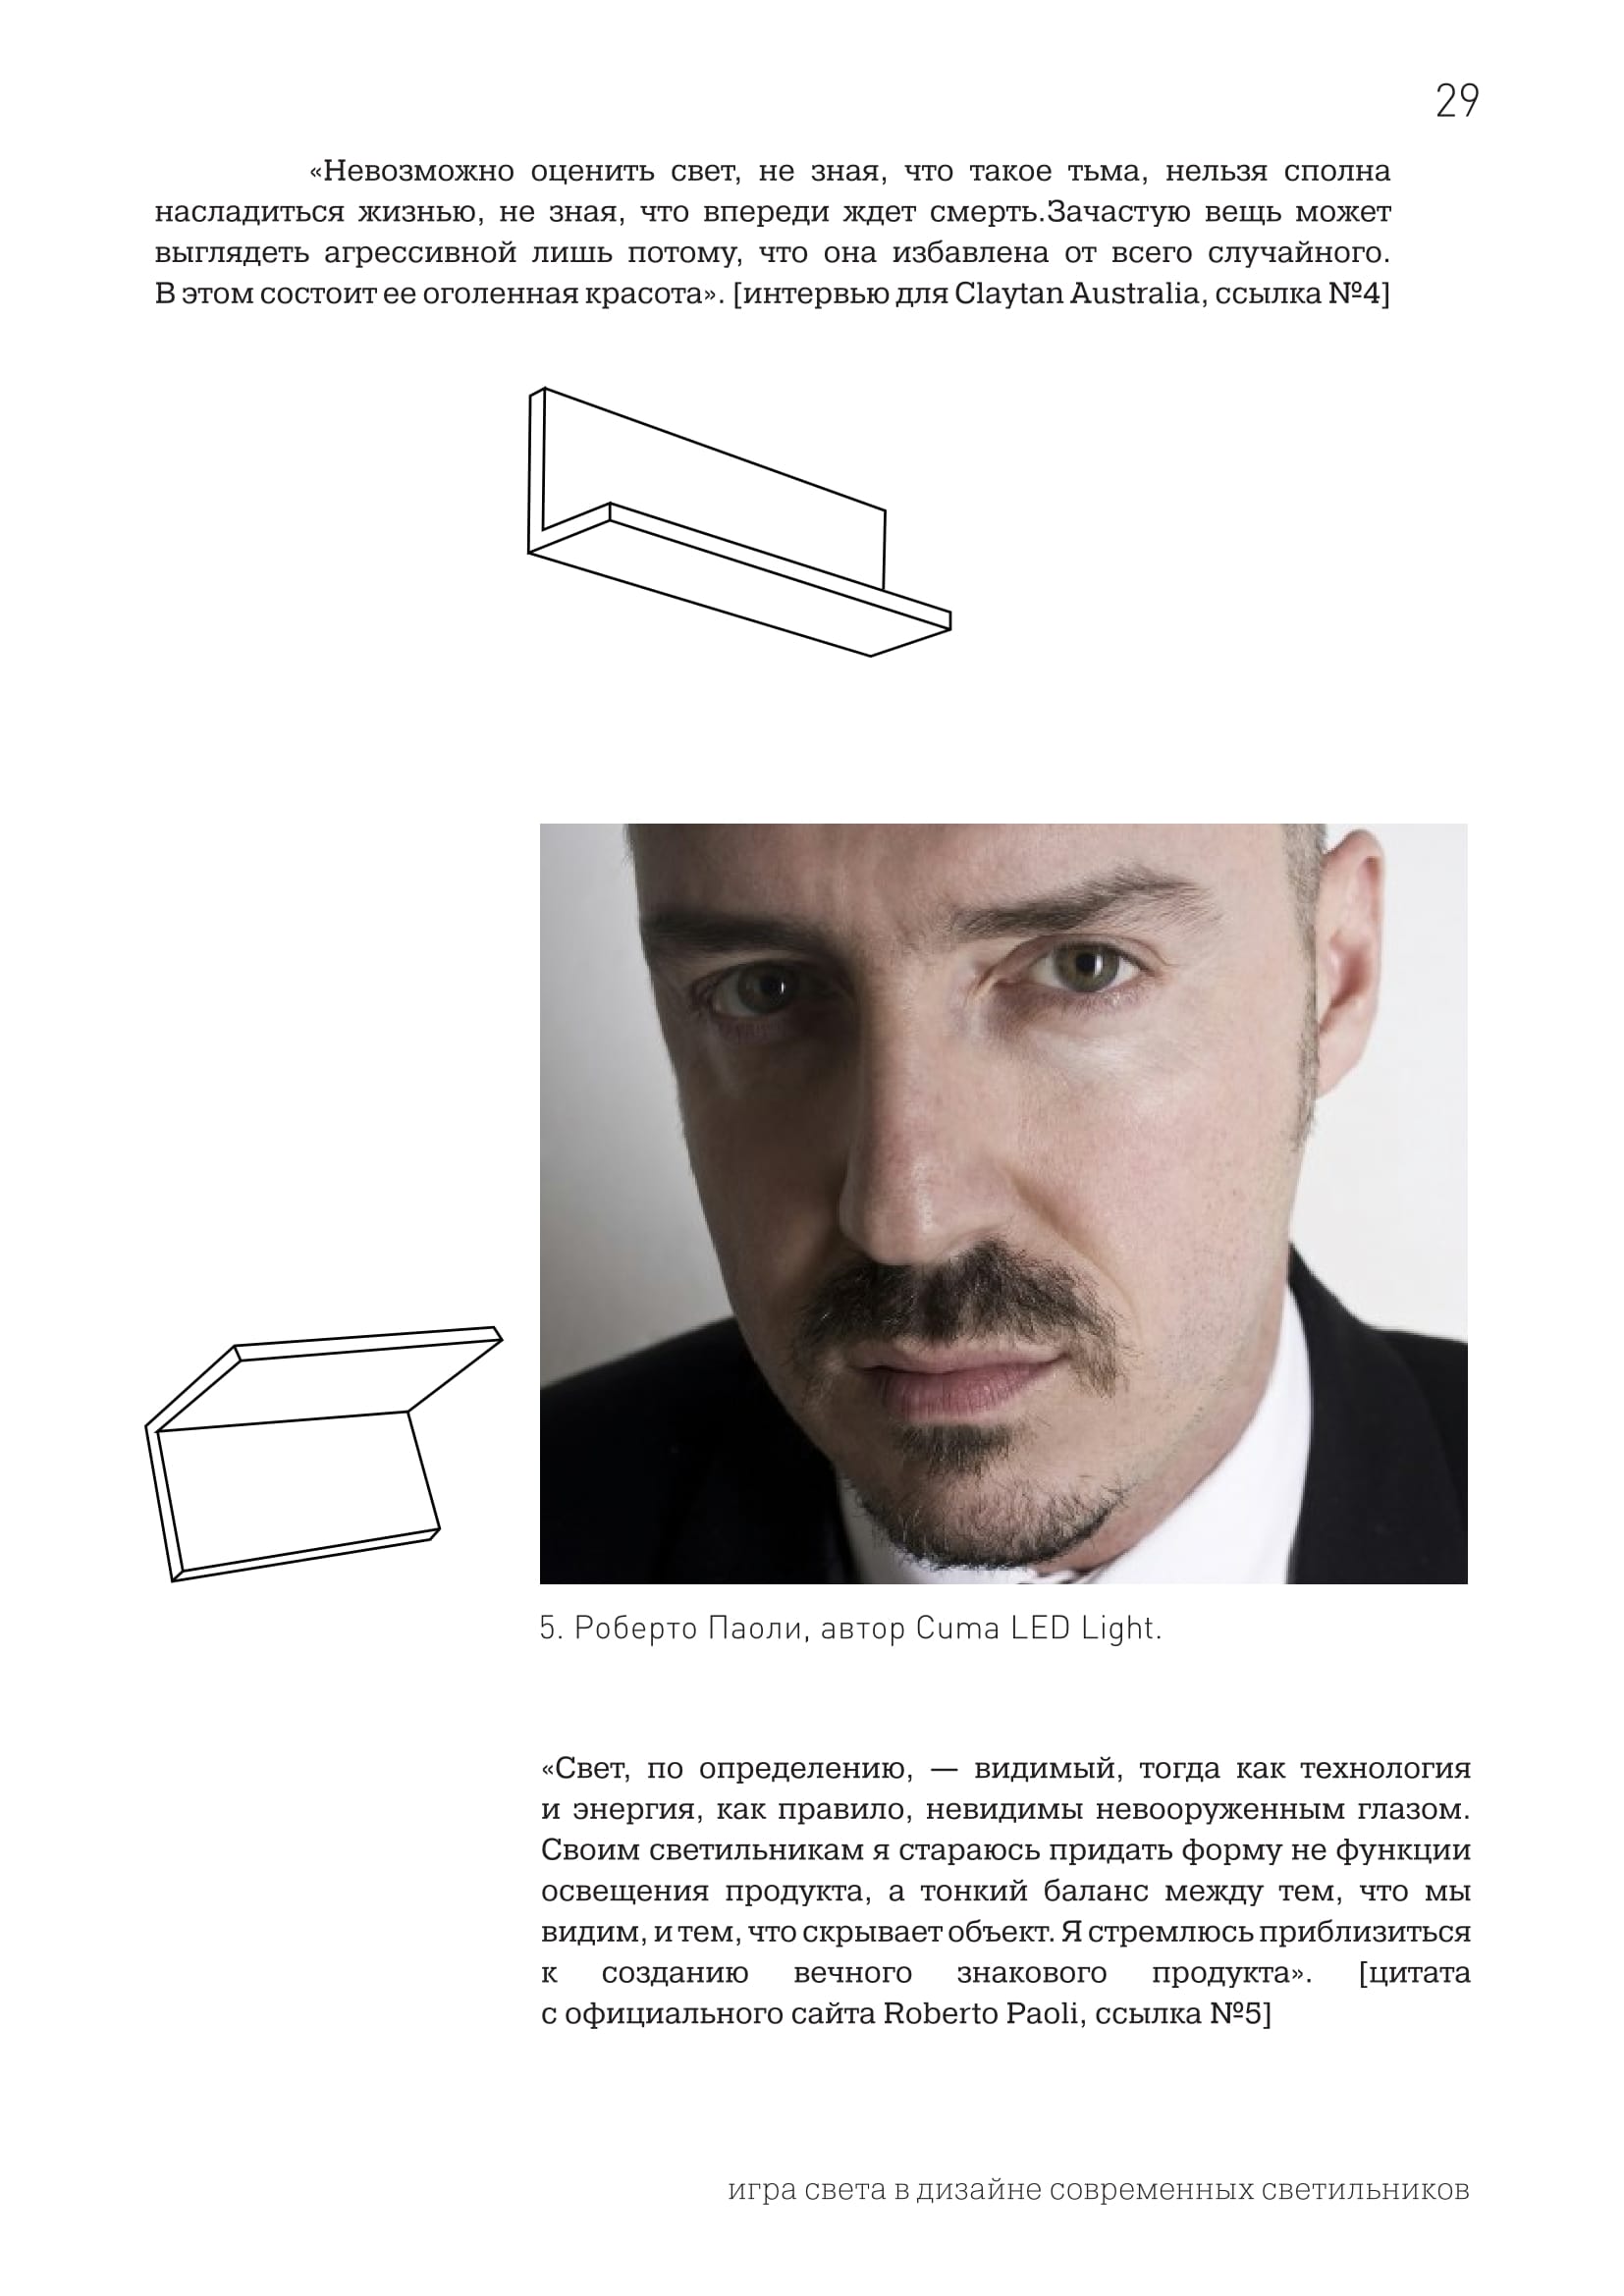 29
«Невозможно оценить свет, не зная, что такое тьма, нельзя сполна
насладиться жизнью, не зная, что впереди ждет смерть.Зачастую вещь может
выглядеть агрессивной лишь потому, что она избавлена от всего случайного.
В этом состоит ее оголенная красота». [интервью для Claytan Australia, ссылка №4]
5. Роберто Паоли, автор Cuma LED Light.
«Свет, по определению, — видимый, тогда как технология
и энергия, как правило, невидимы невооруженным глазом.
Своим светильникам я стараюсь придать форму не функции
освещения продукта, а тонкий баланс между тем, что мы
видим, и тем, что скрывает объект. Я стремлюсь приблизиться
к созданию вечного знакового продукта». [цитата
с официального сайта Roberto Paoli, ссылка №5]
игра света в дизайне современных светильников